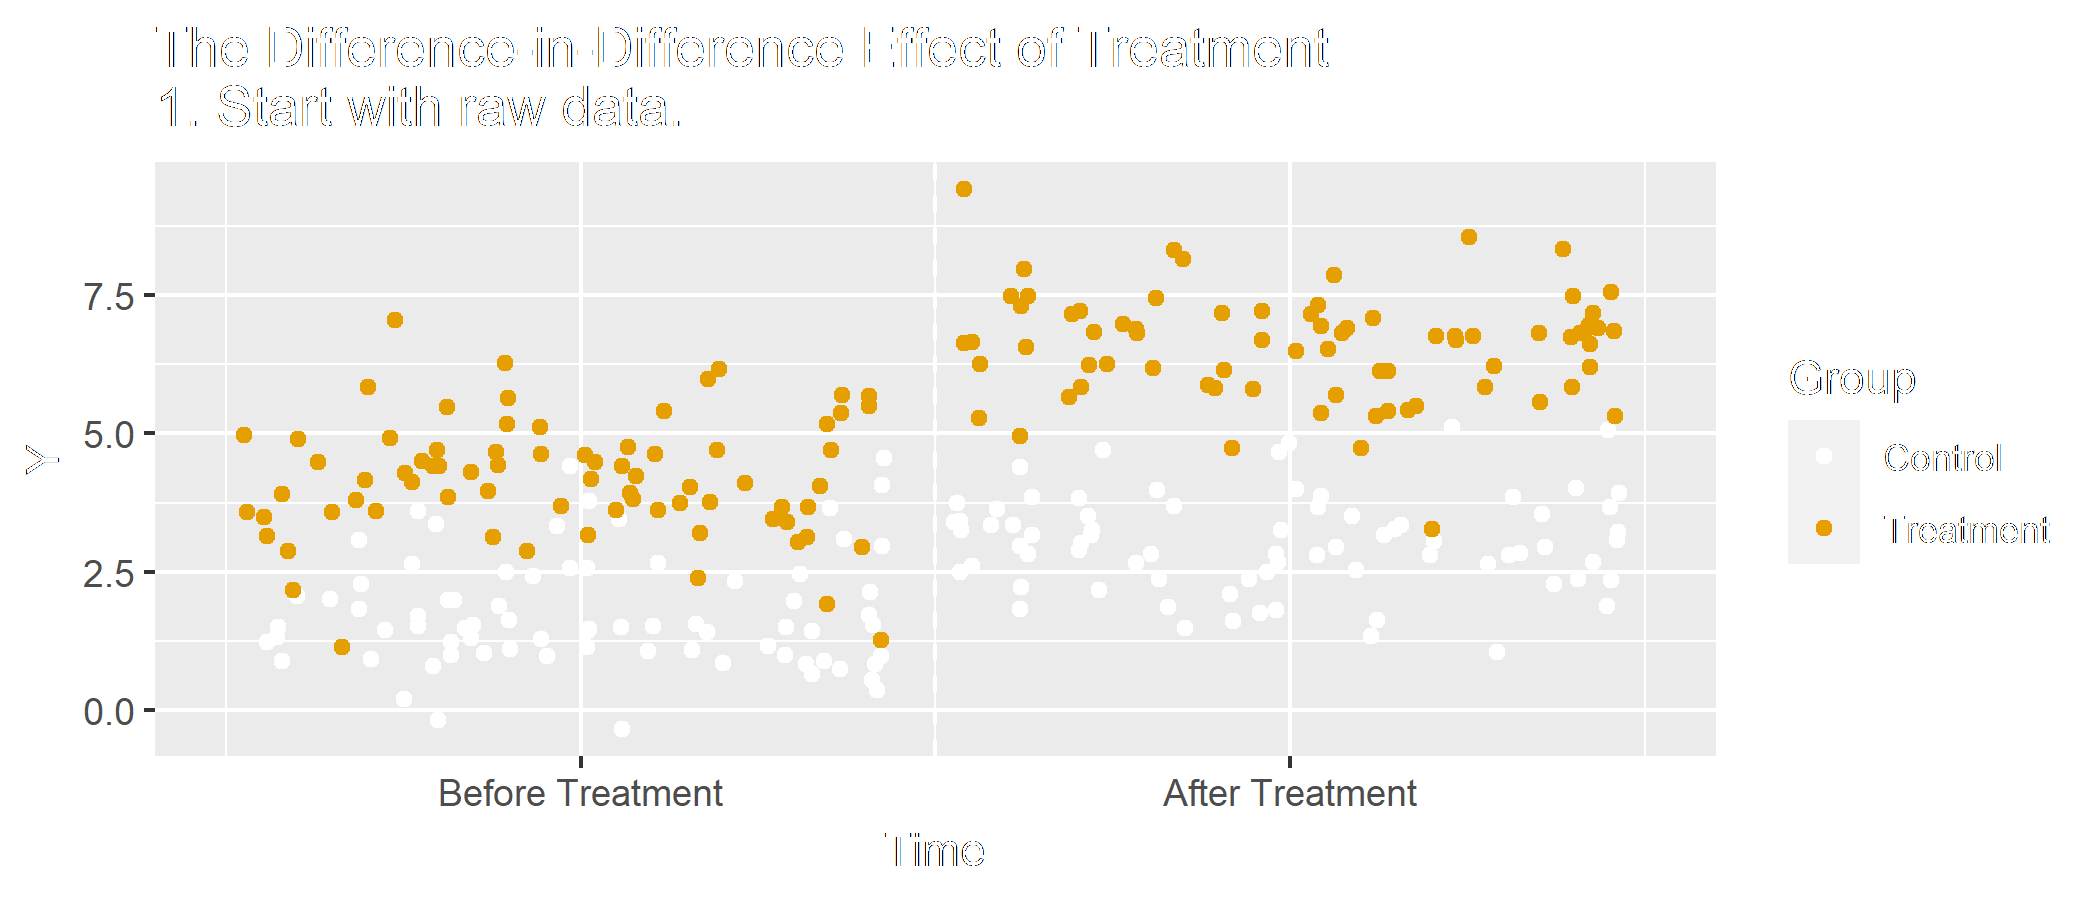 The Difference-in-Difference Effect of Treatment
1. Start with raw data.
7.5
5.0
2.5
0.0
Y
Before Treatment
After Treatment
Time
Group
Control
Treatment